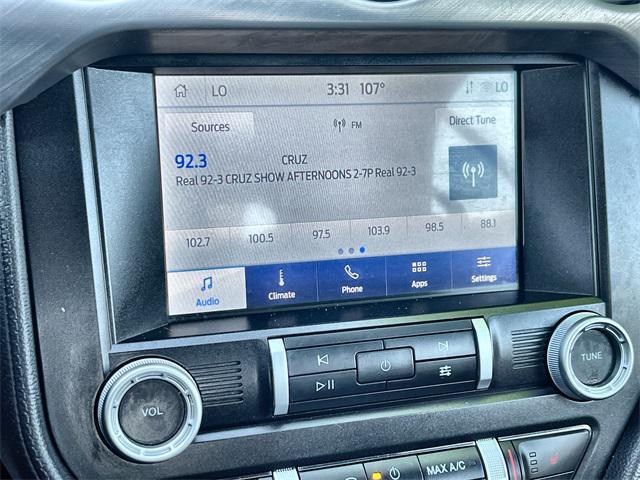 LO 3:31 107° LO
Sources FM Direct Tune
92.3 CRUZ
Real 92-3 CRUZ SHOW AFTERNOONS 2-7P Real 92-3
102.7 100.5 97.5 103.9 98.5 88.1
Audio Climate Phone Apps Settings
VOL
TUNE
MAX A/C